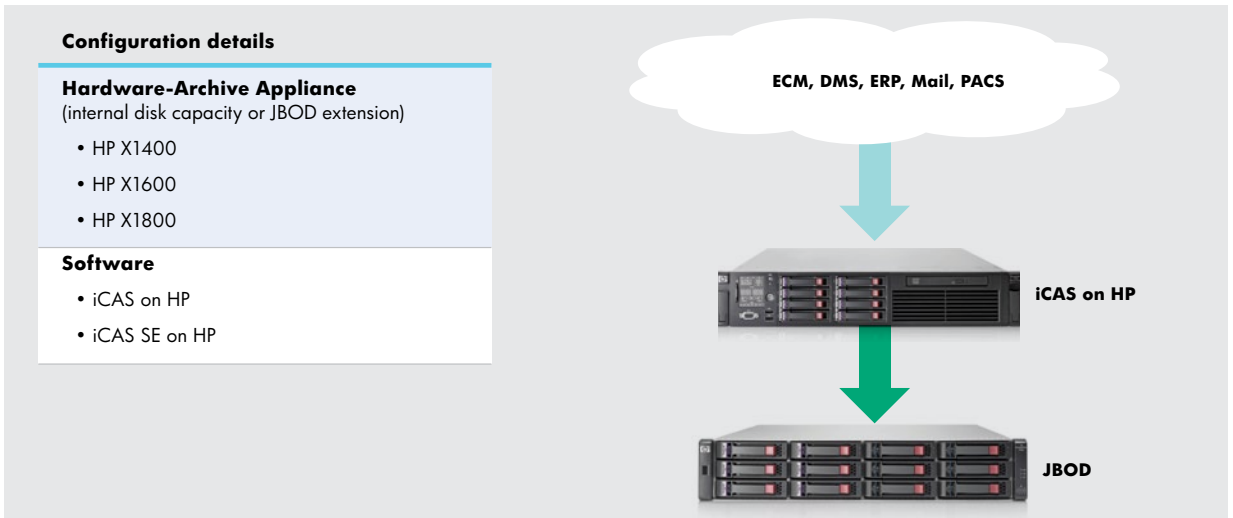 Configuration details
Hardware-Archive Appliance
(internal disk capacity or JBOD extension)
• HP X1400
• HP X1600
• HP X1800
Software
• iCAS on HP
• iCAS SE on HP
ECM, DMS, ERP, Mail, PACS
iCAS on HP
JBOD